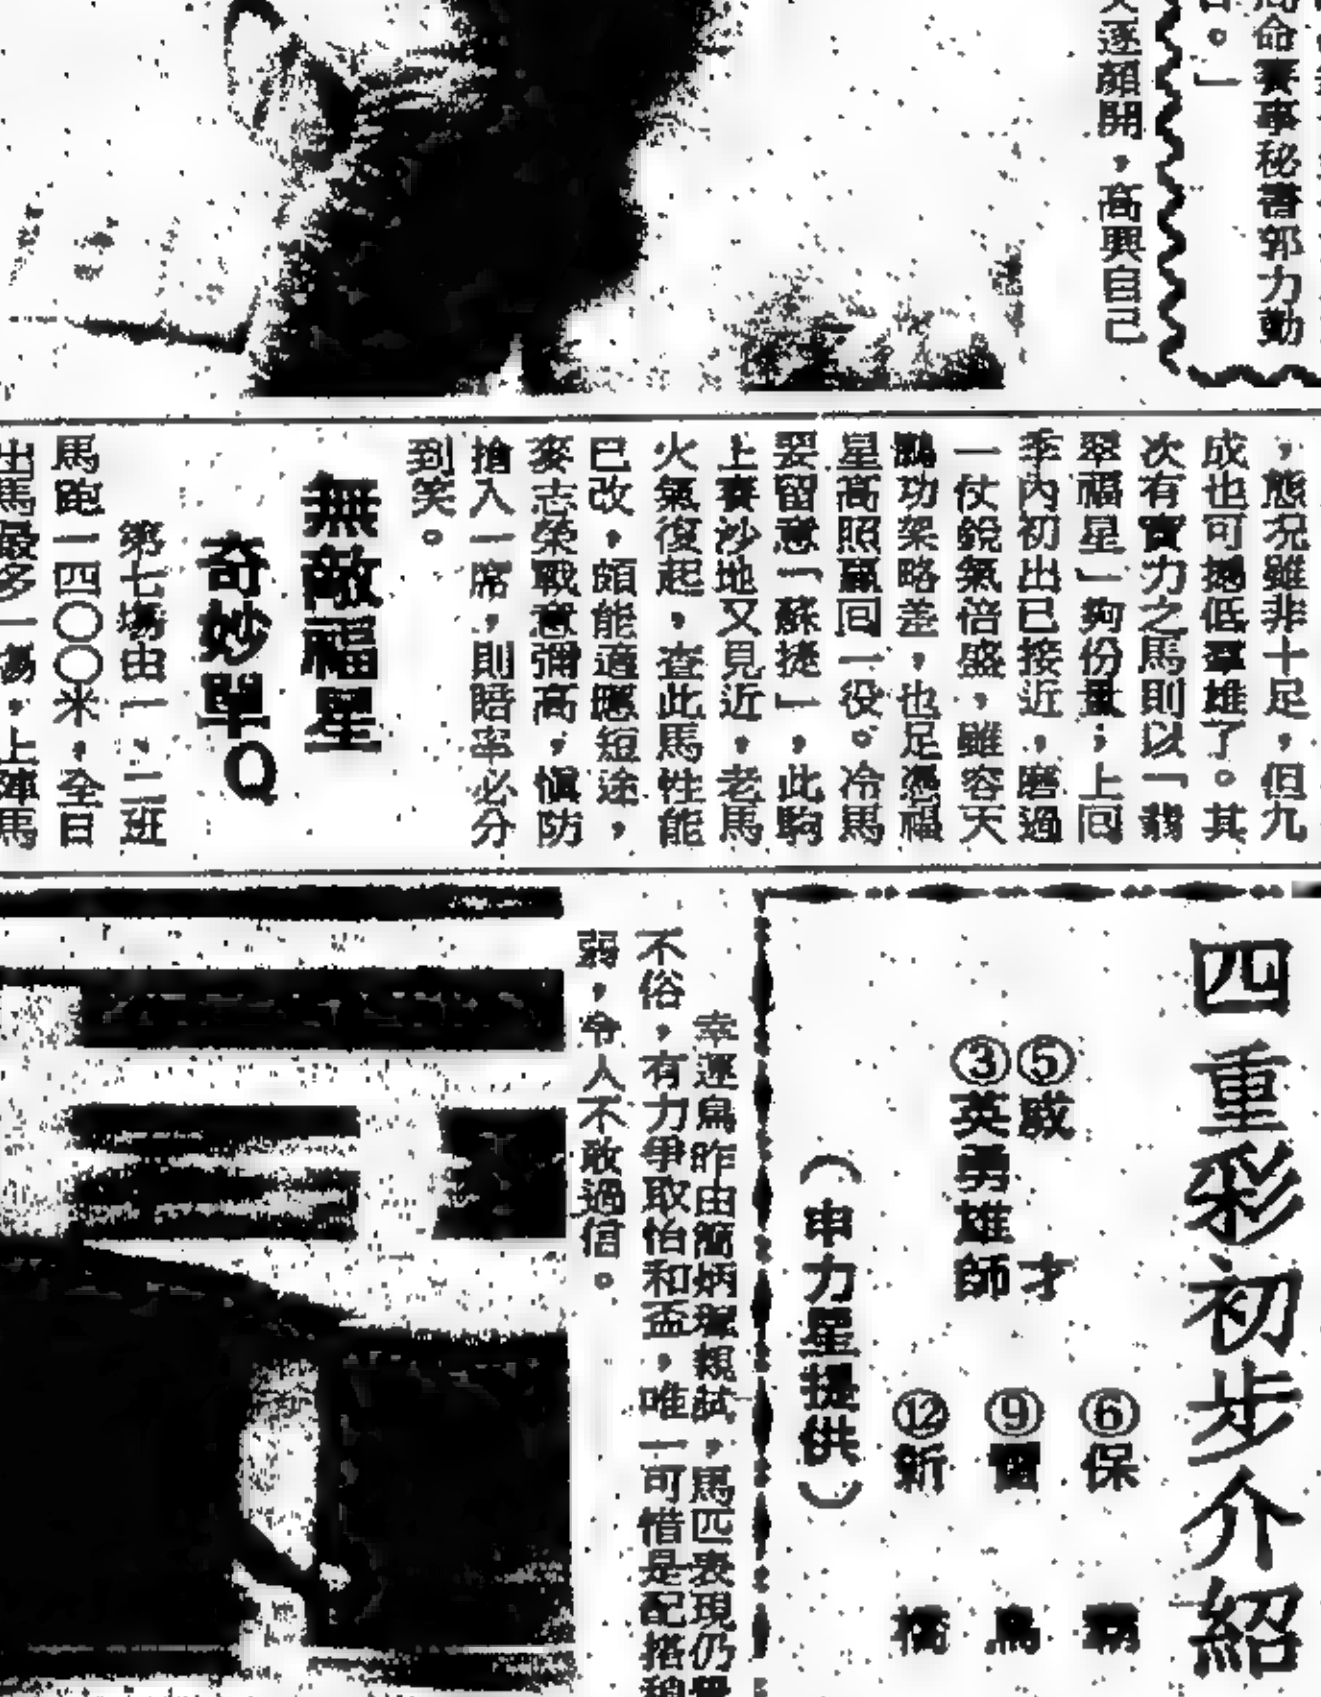 命賽事秘書郭力勤
。」
逐顏開，高興自己
，態況雖非十足，但九
成也可撼低羣雄了。其
次有實力之馬則以「翡
翠福星」夠份量；上回
季內初出已接近，磨過
一仗銳氣倍盛，雖容天
鵬功架略差，也足憑福
星高照贏回一役。冷馬
要留意「蘇捷」，此駒
上賽沙地又見近，老馬
火氣復起，查此馬性能
已改，頗能適應短途，
麥志榮戰意彌高，慎防
搶入一席，則賠率必分
到笑。
無敵福星
奇妙單Q
第七場由一、二班
馬跑一四〇〇米，全日
出馬最多一場，上陣馬
四重彩初步介紹
⑥保
⑤威才
⑨鳥
③英勇雄師
⑫新
（申力星提供）
幸運鳥昨由簡炳墀親試，馬匹表現仍
不俗，有力爭取怡和盃，唯一可惜是配搭
弱，令人不敢過信。